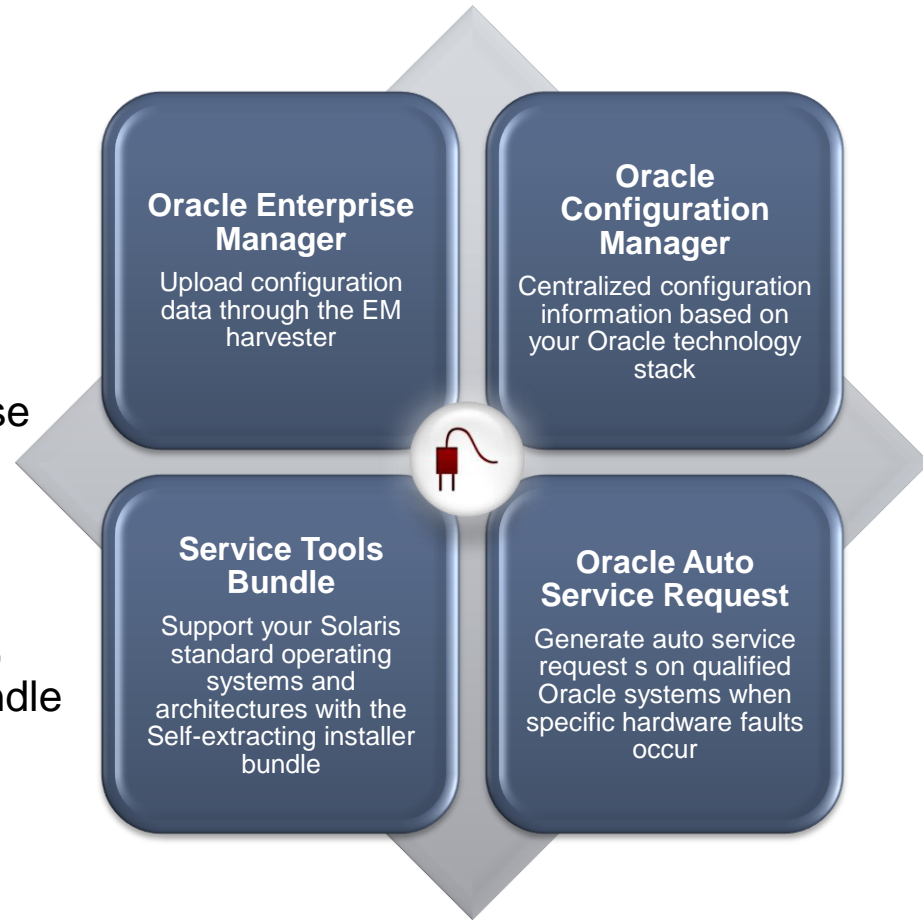 Oracle Enterprise
Manager
Upload configuration
data through the EM
harvester
Oracle
Configuration
Manager
Centralized configuration
information based on
your Oracle technology
stack
se
Service Tools
Bundle
Support your Solaris
standard operating
systems and
architectures with the
Self-extracting installer
bundle
ndle
Oracle Auto
Service Request
Generate auto service
request s on qualified
Oracle systems when
specific hardware faults
occur